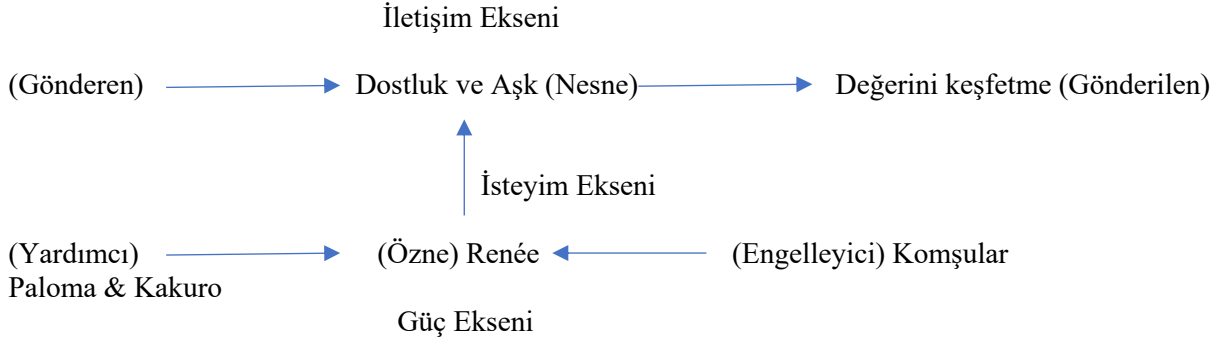 İletişim Ekseni
(Gönderen) Dostluk ve Aşk (Nesne) Değerini keşfetme (Gönderilen)
İsteyim Ekseni
(Yardımcı) (Özne) Renée (Engelleyici) Komşular
Paloma & Kakuro
Güç Ekseni